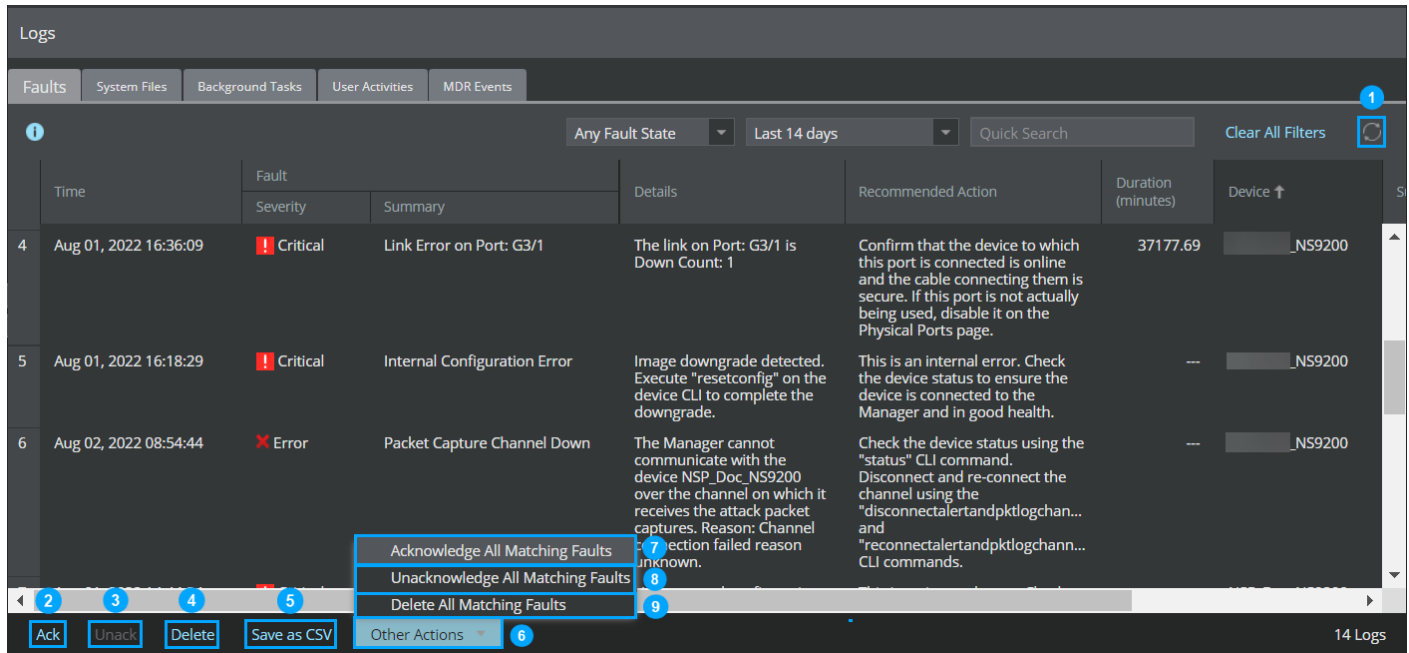 Logs
Faults System Files Background Tasks User Activities MDR Events
1
i Any Fault State Last 14 days Quick Search Clear All Filters
Time Fault Details Recommended Action Duration (minutes) Device
Severity Summary
4 Aug 01, 2022 16:36:09 ! Critical Link Error on Port: G3/1
The link on Port: G3/1 is
Down Count: 1
Confirm that the device to which
this port is connected is online
and the cable connecting them is
secure. If this port is not actually
being used, disable it on the
Physical Ports page.
37177.69 _NS9200
5 Aug 01, 2022 16:18:29 ! Critical Internal Configuration Error
Image downgrade detected.
Execute "resetconfig" on the
device CLI to complete the
downgrade.
This is an internal error. Check
the device status to ensure the
device is connected to the
Manager and in good health.
--- _NS9200
6 Aug 02, 2022 08:54:44 Error Packet Capture Channel Down
The Manager cannot
communicate with the
device NSP_Doc_NS9200
over the channel on which it
receives the attack packet
captures. Reason: Channel
connection failed reason
unknown.
Check the device status using the
"status" CLI command.
Disconnect and re-connect the
channel using the
"disconnectalertandpktlogchan...
and
"reconnectalertandpktlogchann...
CLI commands.
--- _NS9200
Acknowledge All Matching Faults 7
Unacknowledge All Matching Faults 8
Delete All Matching Faults 9
2 3 4 5
Ack Unack Delete Save as CSV Other Actions 6 14 Logs